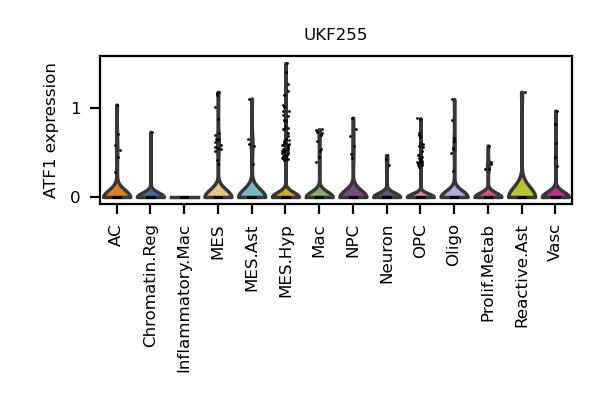 UKF255
ATF1 expression
1
0
AC
Chromatin.Reg
Inflammatory.Mac
MES
MES.Ast
MES.Hyp
Mac
NPC
Neuron
OPC
Oligo
Prolif.Metab
Reactive.Ast
Vasc